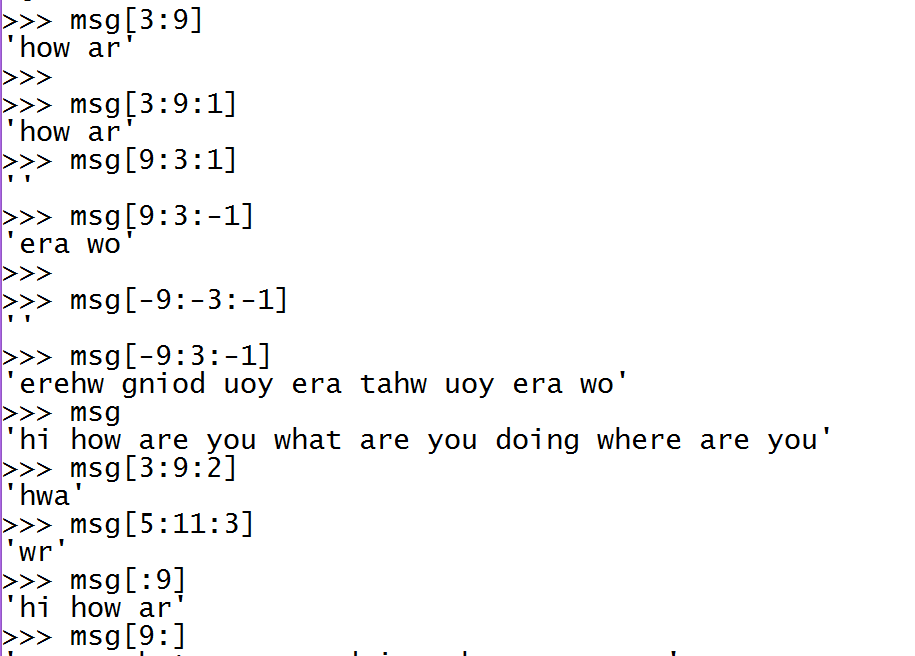 >>> msg[3:9]
'how ar'
>>>
>>> msg[3:9:1]
'how ar'
>>> msg[9:3:1]
''
>>> msg[9:3:-1]
'era wo'
>>>
>>> msg[-9:-3:-1]
''
>>> msg[-9:3:-1]
'erehw gniod uoy era tahw uoy era wo'
>>> msg
'hi how are you what are you doing where are you'
>>> msg[3:9:2]
'hwa'
>>> msg[5:11:3]
'wr'
>>> msg[:9]
'hi how ar'
>>> msg[9:]